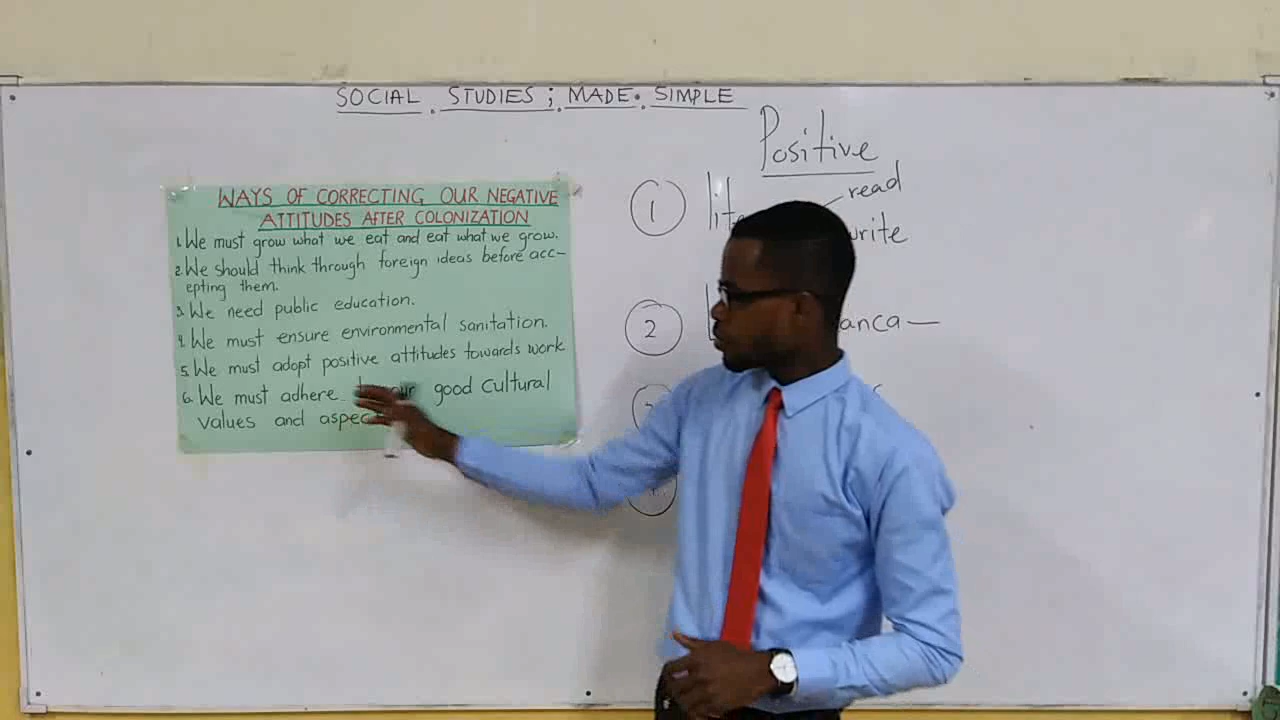 SOCIAL STUDIES ; MADE SIMPLE
WAYS OF CORRECTING OUR NEGATIVE
ATTITUDES AFTER COLONIZATION
1. We must grow what we eat and eat what we grow.
2. We should think through foreign ideas before acc-
epting them.
3. We need public education.
4. We must ensure environmental sanitation.
5. We must adopt positive attitudes towards work
6. We must adhere good cultural
values and
Positive
1 read
write
2